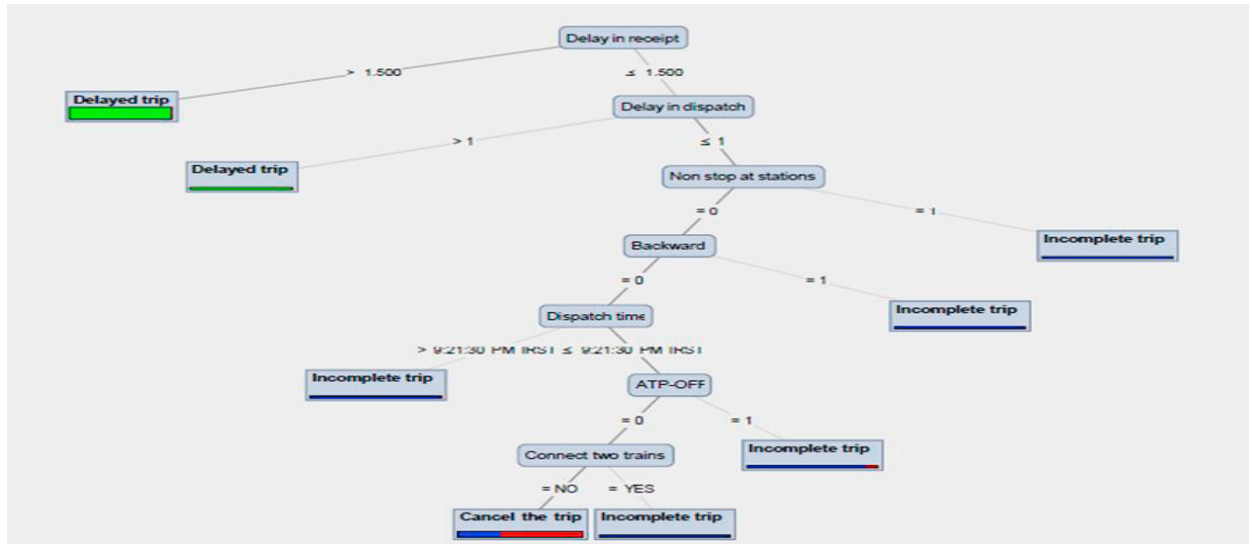 Delay in receipt
> 1.500
≤ 1.500
Delayed trip
Delay in dispatch
> 1
≤ 1
Delayed trip
Non stop at stations
= 0
= 1
Incomplete trip
Backward
= 0
= 1
Incomplete trip
Dispatch time
> 9:21:30 PM IRST ≤ 9:21:30 PM IRST
Incomplete trip
ATP-OFF
= 0
= 1
Incomplete trip
Connect two trains
= NO
= YES
Cancel the trip
Incomplete trip